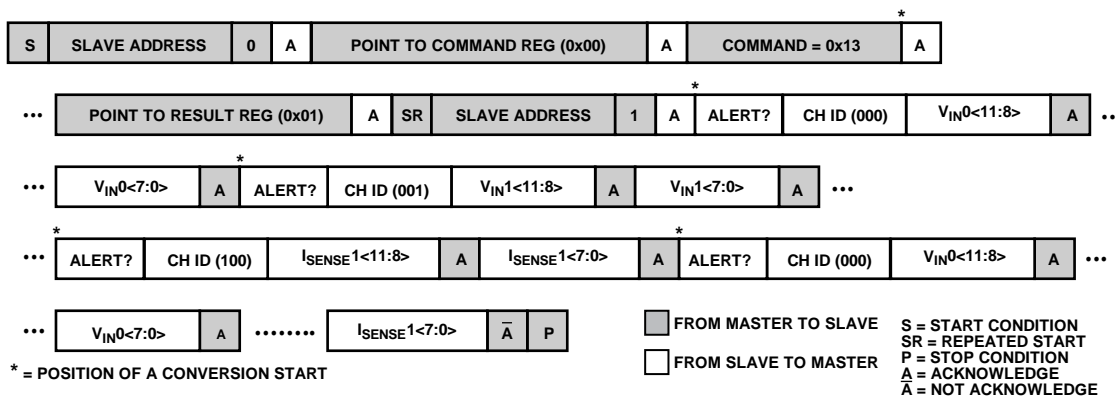 *
S SLAVE ADDRESS 0 A POINT TO COMMAND REG (0x00) A COMMAND = 0x13 A
*
••• POINT TO RESULT REG (0x01) A SR SLAVE ADDRESS 1 A ALERT? CH ID (000) VIN0<11:8> A ••
*
••• VIN0<7:0> A ALERT? CH ID (001) VIN1<11:8> A VIN1<7:0> A •••
* *
••• ALERT? CH ID (100) ISENSE1<11:8> A ISENSE1<7:0> A ALERT? CH ID (000) VIN0<11:8> A •••
••• VIN0<7:0> A •••••••• ISENSE1<7:0> A̅ P
* = POSITION OF A CONVERSION START
FROM MASTER TO SLAVE
FROM SLAVE TO MASTER
S = START CONDITION
SR = REPEATED START
P = STOP CONDITION
A = ACKNOWLEDGE
A̅ = NOT ACKNOWLEDGE